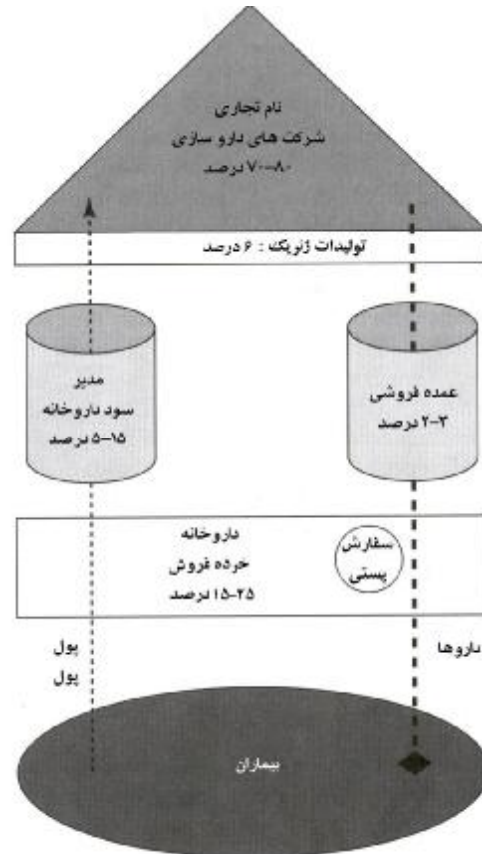 نام تجاری
شرکت های دارو سازی
۷۰-۸۰ درصد
تولیدات ژنریک : ۶ درصد
مدیر
سود داروخانه
۵-۱۵ درصد
عمده فروشی
۲-۳ درصد
داروخانه
خرده فروش
۱۵-۲۵ درصد
سفارش
پستی
پول
پول
داروها
بیماران